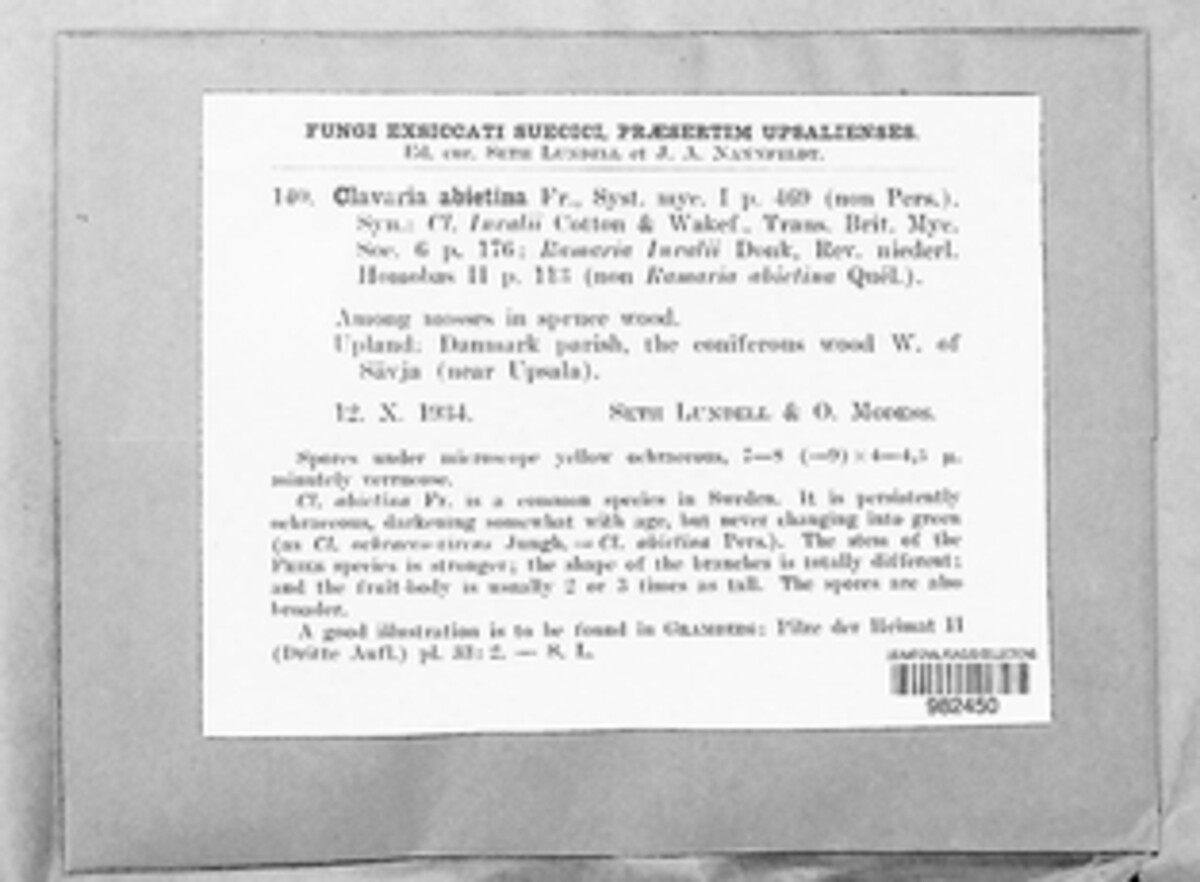 FUNGI EXSICCATI SUECICI, PRÆSERTIM UPSALIENSES.
Ed. cur. SETH LUNDELL et J. A. NANNFELDT.
140. Clavaria abietina Fr., Syst. myc. I p. 469 (non Pers.).
Syn.: Cl. Invalii Cotton & Wakef., Trans. Brit. Myc.
Soc. 6 p. 176; Ramaria Invalii Donk, Rev. niederl.
Homobas II p. 113 (non Ramaria abietina Quél.).
Among mosses in spruce wood.
Upland: Danmark parish, the coniferous wood W. of
Sävja (near Upsala).
12. X. 1934. SETH LUNDELL & O. MODESS.
Spores under microscope yellow ochraceous, 7—8 (—9) × 4—4,5 µ,
minutely verrucose.
Cl. abietina Fr. is a common species in Sweden. It is persistently
ochraceous, darkening somewhat with age, but never changing into green
(as Cl. ochraceo-virens Jungh. = Cl. abietina Pers.). The stem of the
FRIES species is stronger; the shape of the branches is totally different;
and the fruit-body is usually 2 or 3 times as tall. The spores are also
broader.
A good illustration is to be found in GRAMBERG: Pilze der Heimat II
(Dritte Aufl.) pl. 33: 2. — S. L.
982450